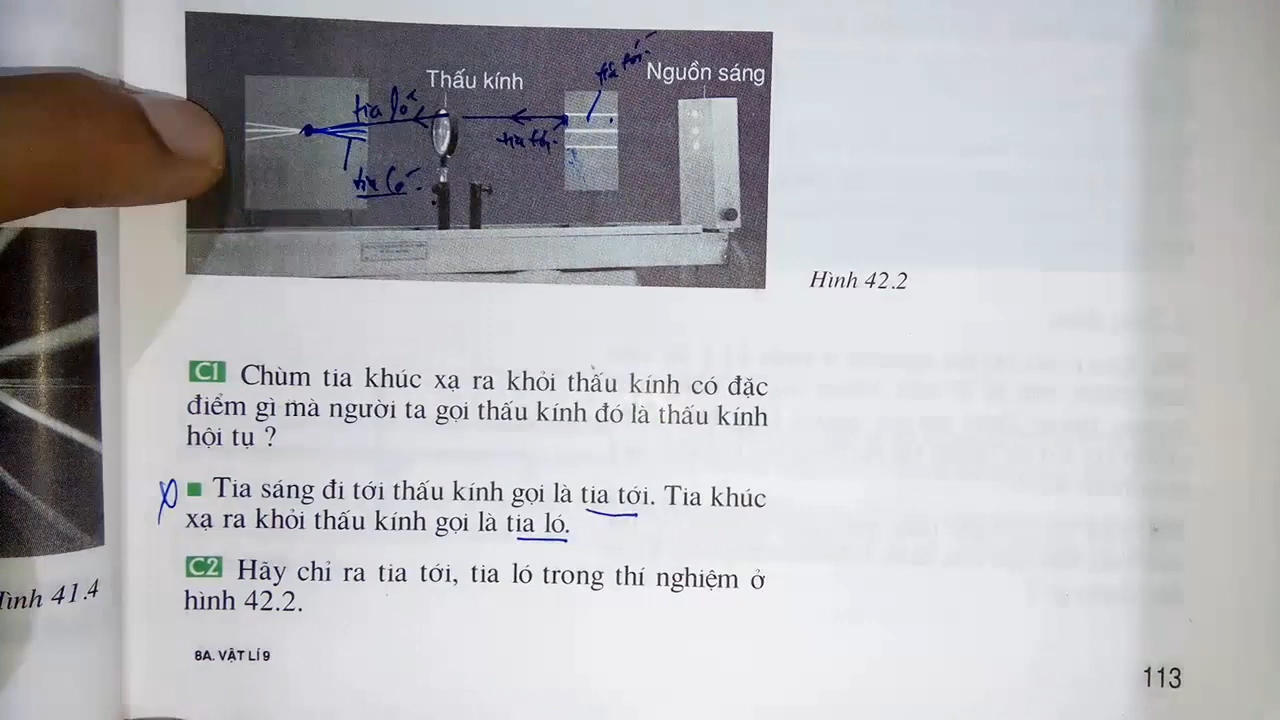 Thấu kính
Nguồn sáng
tia tới
tia ló
tia tới
tia ló
Hình 42.2
C1 Chùm tia khúc xạ ra khỏi thấu kính có đặc
điểm gì mà người ta gọi thấu kính đó là thấu kính
hội tụ ?
■ Tia sáng đi tới thấu kính gọi là tia tới. Tia khúc
xạ ra khỏi thấu kính gọi là tia ló.
C2 Hãy chỉ ra tia tới, tia ló trong thí nghiệm ở
hình 42.2.
Hình 41.4
8A. VẬT LÍ 9
113